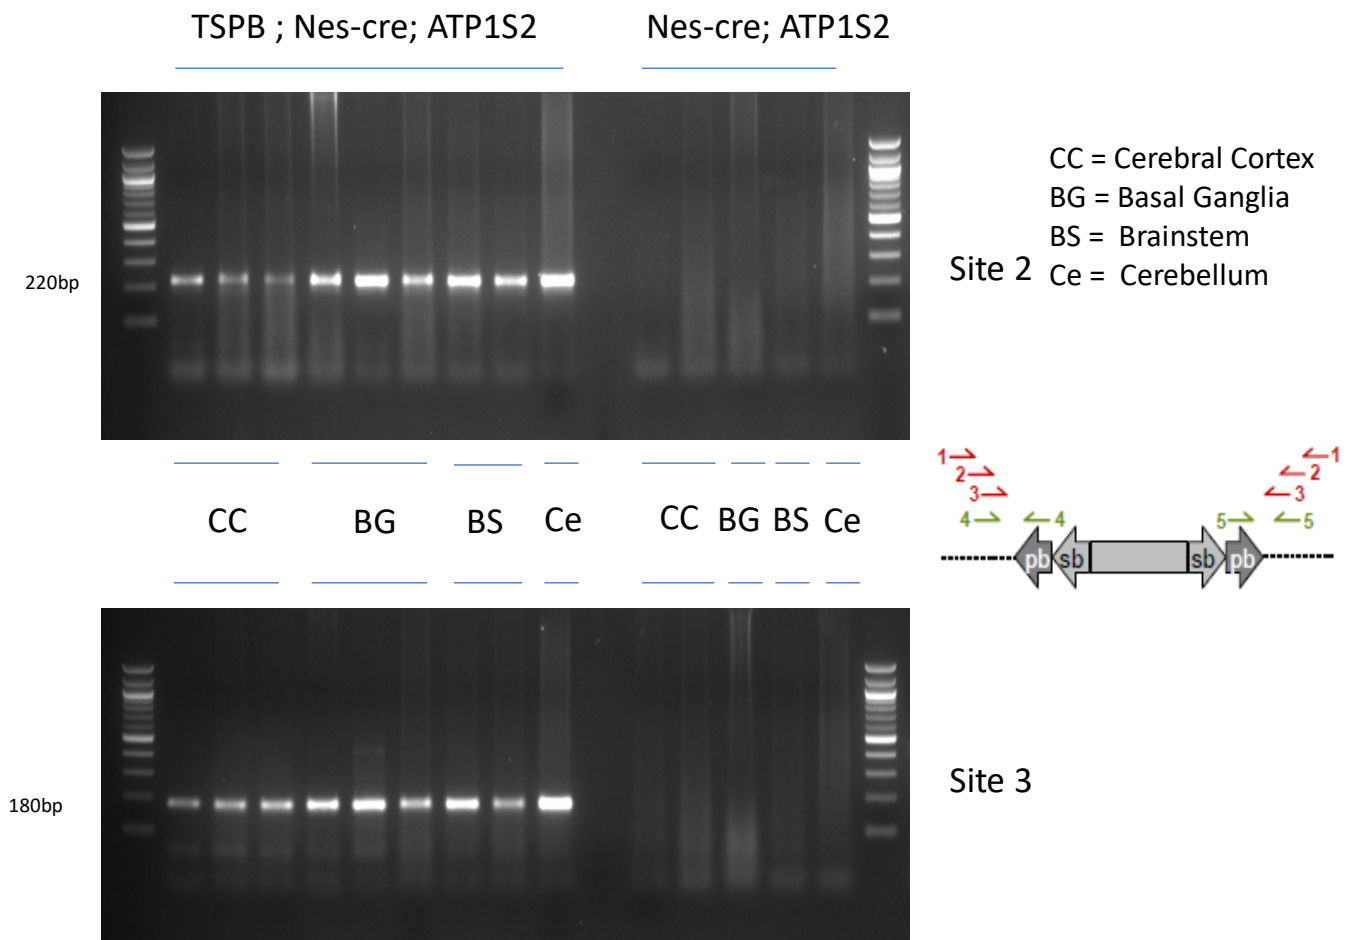 TSPB ; Nes-cre; ATP1S2
Nes-cre; ATP1S2
CC = Cerebral Cortex
BG = Basal Ganglia
BS = Brainstem
Ce = Cerebellum
Site 2
220bp
CC BG BS Ce CC BG BS Ce
1 1
2 2
3 3
4 4 5 5
pb sb sb pb
Site 3
180bp